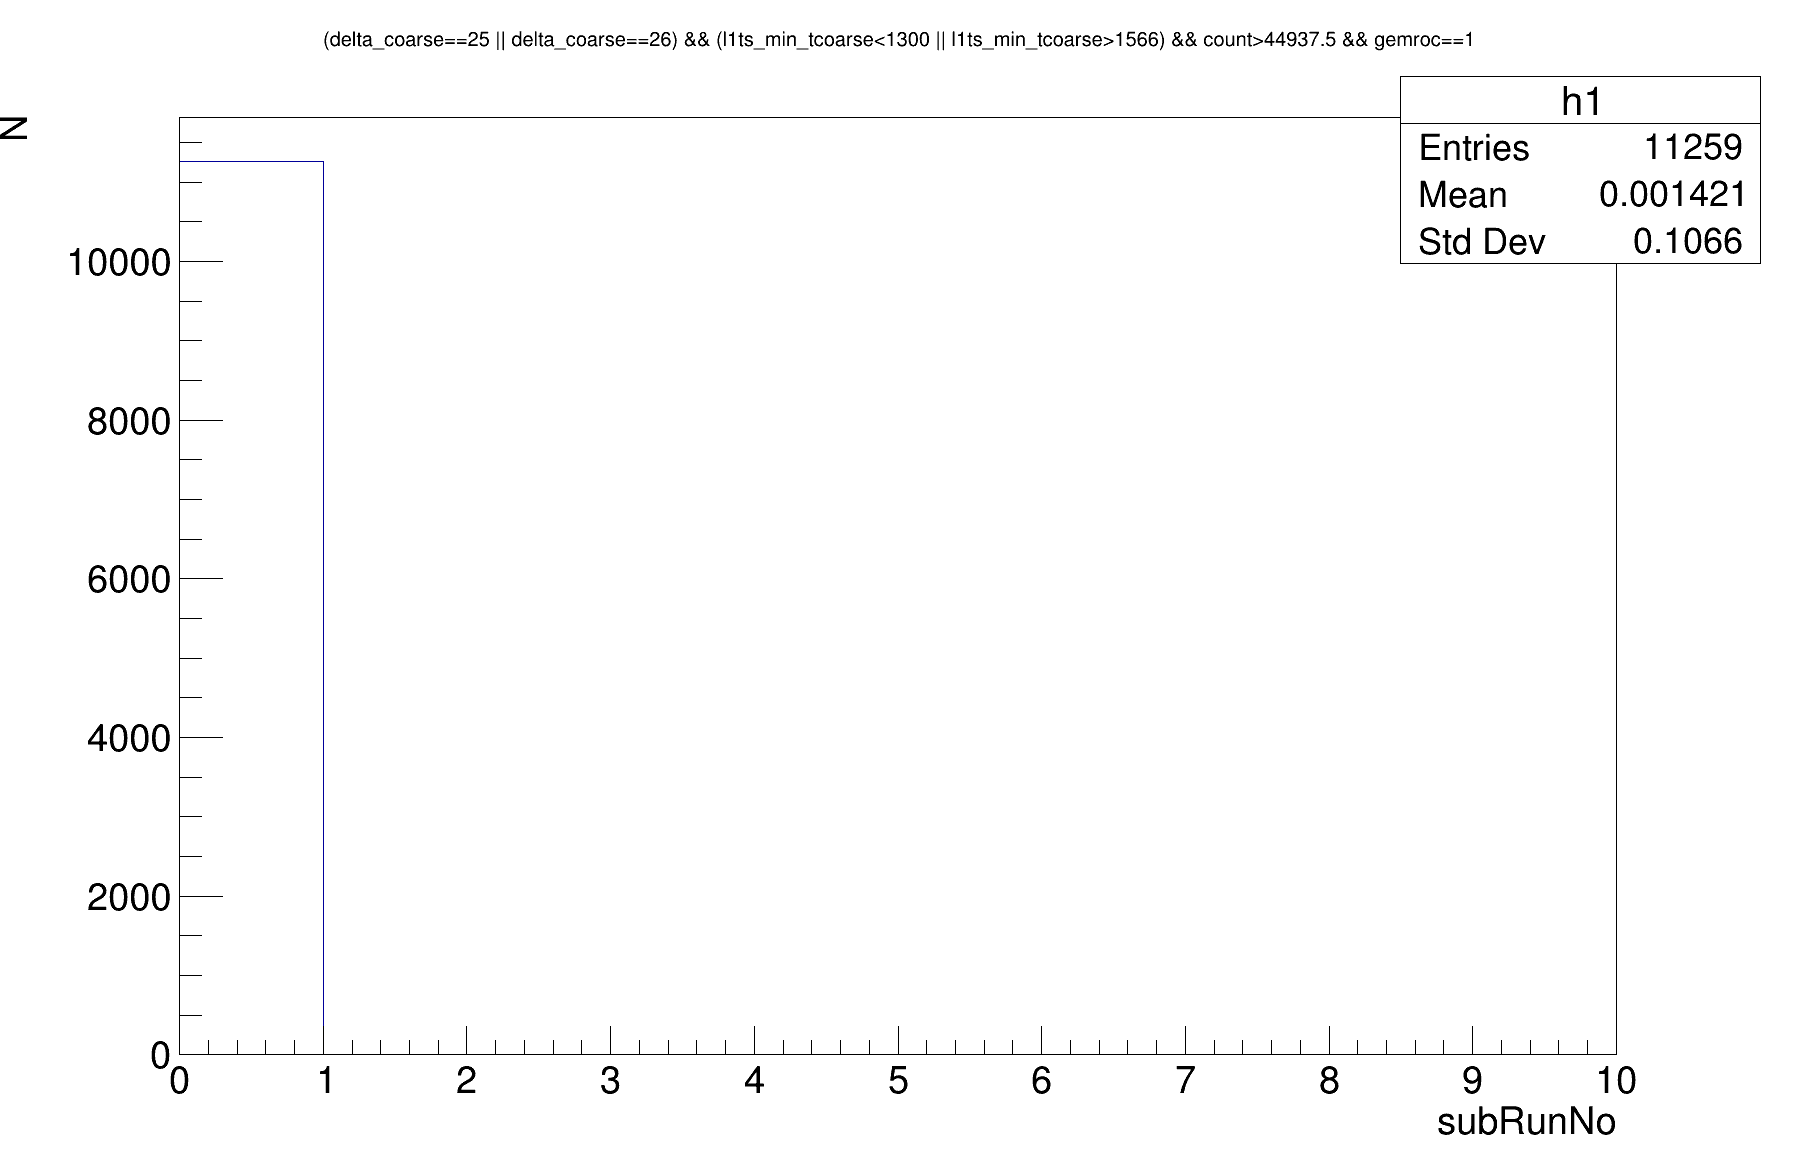 (delta_coarse==25 || delta_coarse==26) && (l1ts_min_tcoarse<1300 || l1ts_min_tcoarse>1566) && count>44937.5 && gemroc==1
h1
Entries 11259
Mean 0.001421
Std Dev 0.1066
N
10000
8000
6000
4000
2000
0
0 1 2 3 4 5 6 7 8 9 10
subRunNo